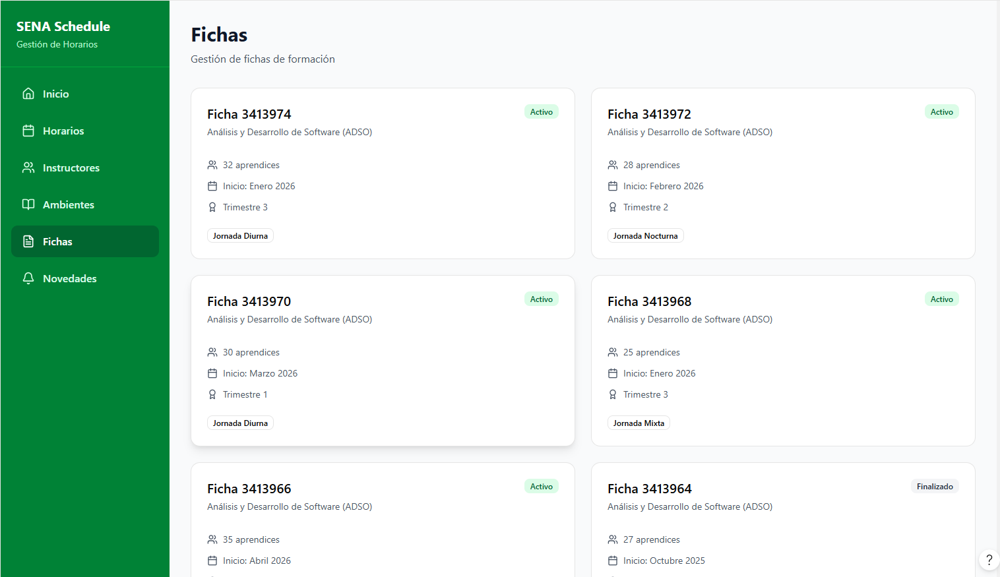 SENA Schedule
Gestión de Horarios
Inicio
Horarios
Instructores
Ambientes
Fichas
Novedades
Fichas
Gestión de fichas de formación
Ficha 3413974
Activo
Análisis y Desarrollo de Software (ADSO)
32 aprendices
Inicio: Enero 2026
Trimestre 3
Jornada Diurna
Ficha 3413972
Activo
Análisis y Desarrollo de Software (ADSO)
28 aprendices
Inicio: Febrero 2026
Trimestre 2
Jornada Nocturna
Ficha 3413970
Activo
Análisis y Desarrollo de Software (ADSO)
30 aprendices
Inicio: Marzo 2026
Trimestre 1
Jornada Diurna
Ficha 3413968
Activo
Análisis y Desarrollo de Software (ADSO)
25 aprendices
Inicio: Enero 2026
Trimestre 3
Jornada Mixta
Ficha 3413966
Activo
Análisis y Desarrollo de Software (ADSO)
35 aprendices
Inicio: Abril 2026
Ficha 3413964
Finalizado
Análisis y Desarrollo de Software (ADSO)
27 aprendices
Inicio: Octubre 2025
?